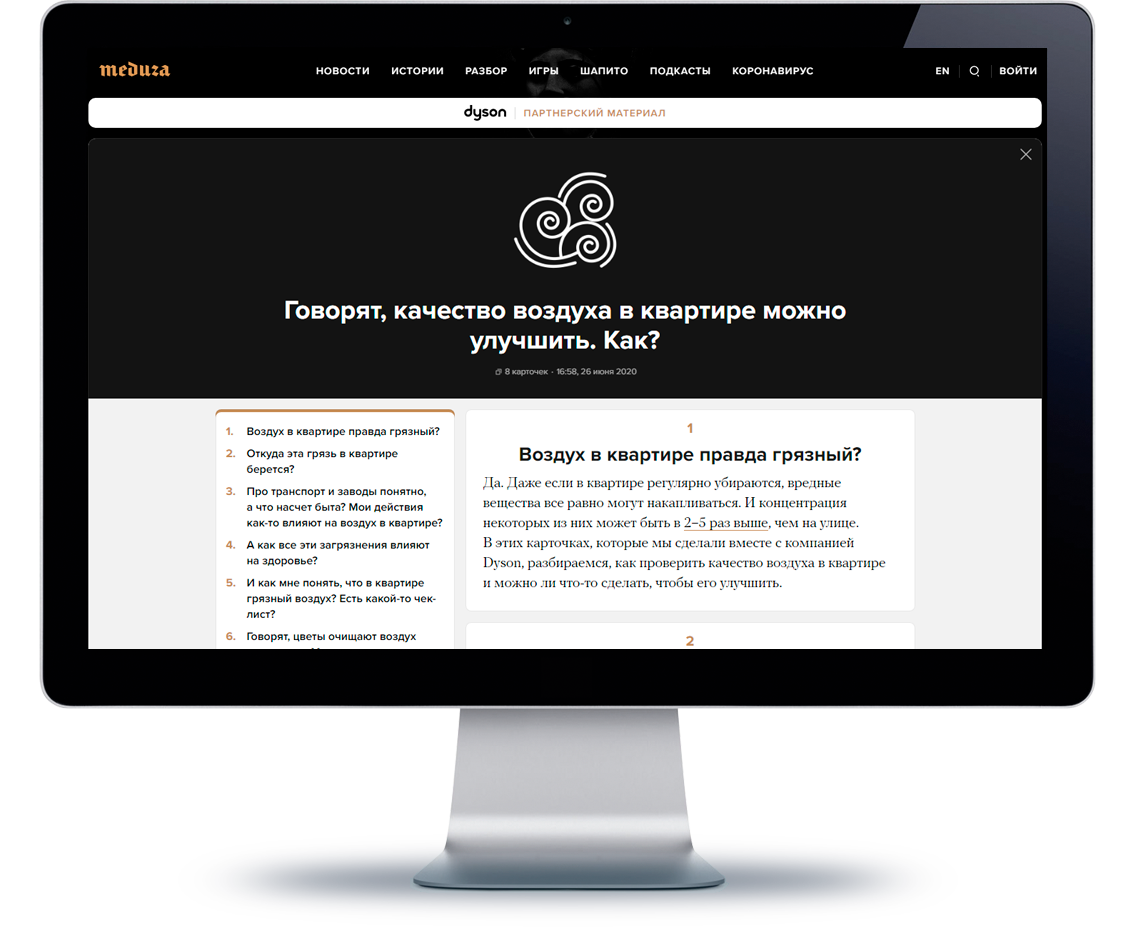 meduza
НОВОСТИ ИСТОРИИ РАЗБОР ИГРЫ ШАПИТО ПОДКАСТЫ КОРОНАВИРУС
EN ВОЙТИ
dyson ПАРТНЕРСКИЙ МАТЕРИАЛ
Говорят, качество воздуха в квартире можно
улучшить. Как?
8 карточек · 16:58, 26 июня 2020
1. Воздух в квартире правда грязный?
2. Откуда эта грязь в квартире
берется?
3. Про транспорт и заводы понятно,
а что насчет быта? Мои действия
как-то влияют на воздух в квартире?
4. А как все эти загрязнения влияют
на здоровье?
5. И как мне понять, что в квартире
грязный воздух? Есть какой-то чек-
лист?
6. Говорят, цветы очищают воздух
1
Воздух в квартире правда грязный?
Да. Даже если в квартире регулярно убираются, вредные
вещества все равно могут накапливаться. И концентрация
некоторых из них может быть в 2–5 раз выше, чем на улице.
В этих карточках, которые мы сделали вместе с компанией
Dyson, разбираемся, как проверить качество воздуха в квартире
и можно ли что-то сделать, чтобы его улучшить.
2